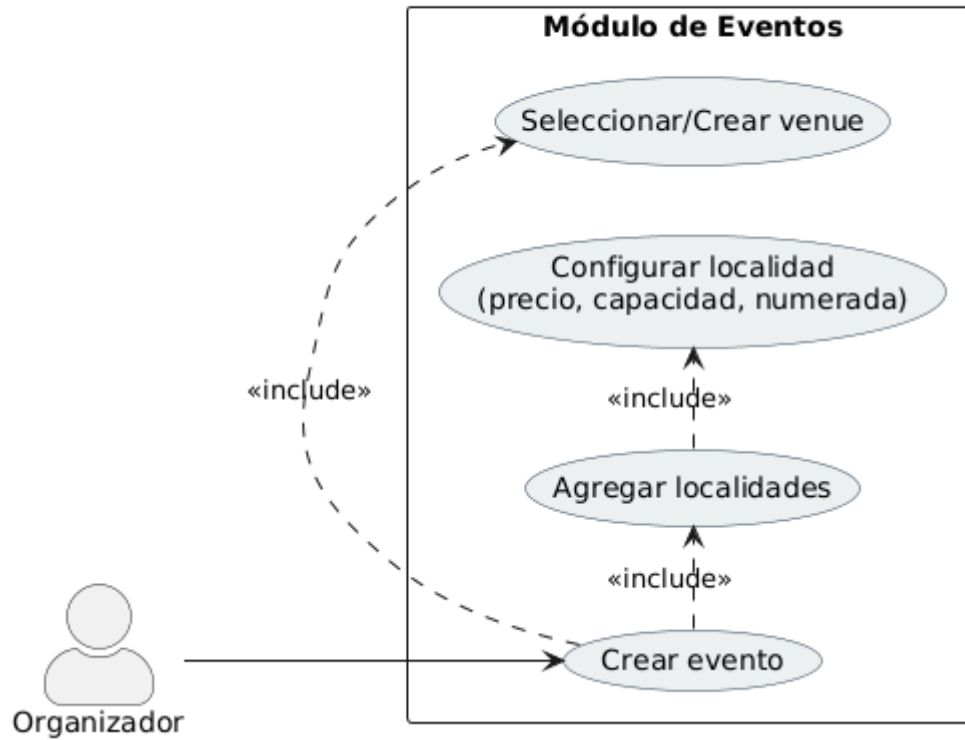 Módulo de Eventos
Seleccionar/Crear venue
Configurar localidad
(precio, capacidad, numerada)
«include»
«include»
Agregar localidades
«include»
Crear evento
Organizador